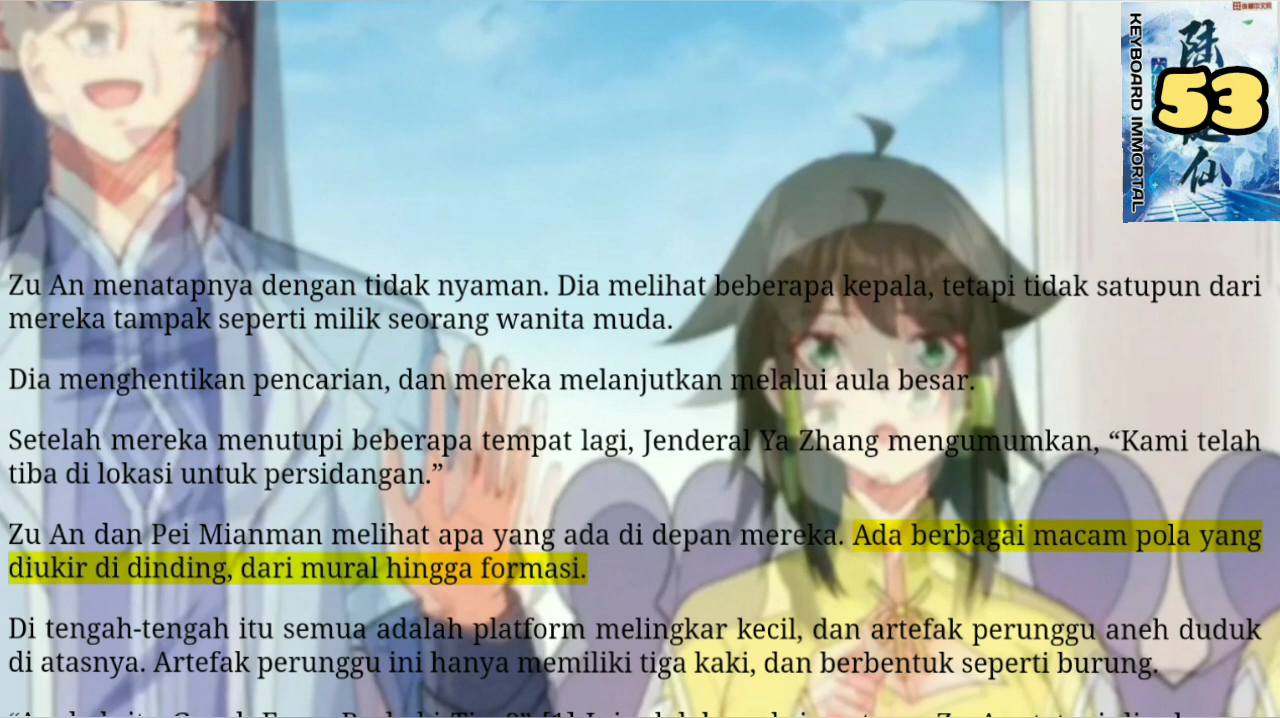 KEYBOARD IMMORTAL
53
Zu An menatapnya dengan tidak nyaman. Dia melihat beberapa kepala, tetapi tidak satupun dari
mereka tampak seperti milik seorang wanita muda.
Dia menghentikan pencarian, dan mereka melanjutkan melalui aula besar.
Setelah mereka menutupi beberapa tempat lagi, Jenderal Ya Zhang mengumumkan, “Kami telah
tiba di lokasi untuk persidangan.”
Zu An dan Pei Mianman melihat apa yang ada di depan mereka. Ada berbagai macam pola yang
diukir di dinding, dari mural hingga formasi.
Di tengah-tengah itu semua adalah platform melingkar kecil, dan artefak perunggu aneh duduk
di atasnya. Artefak perunggu ini hanya memiliki tiga kaki, dan berbentuk seperti burung.